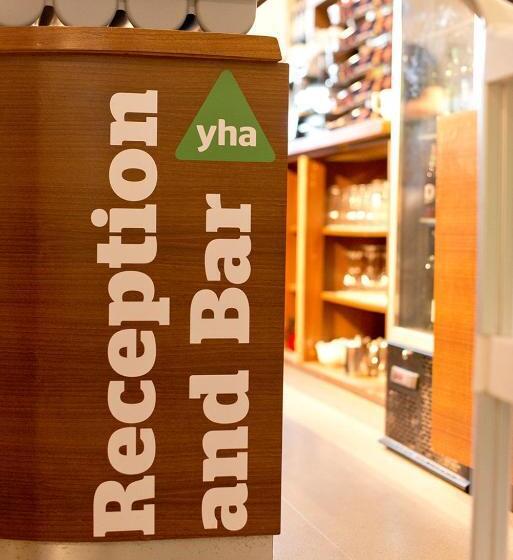 Reception
and Bar
yha